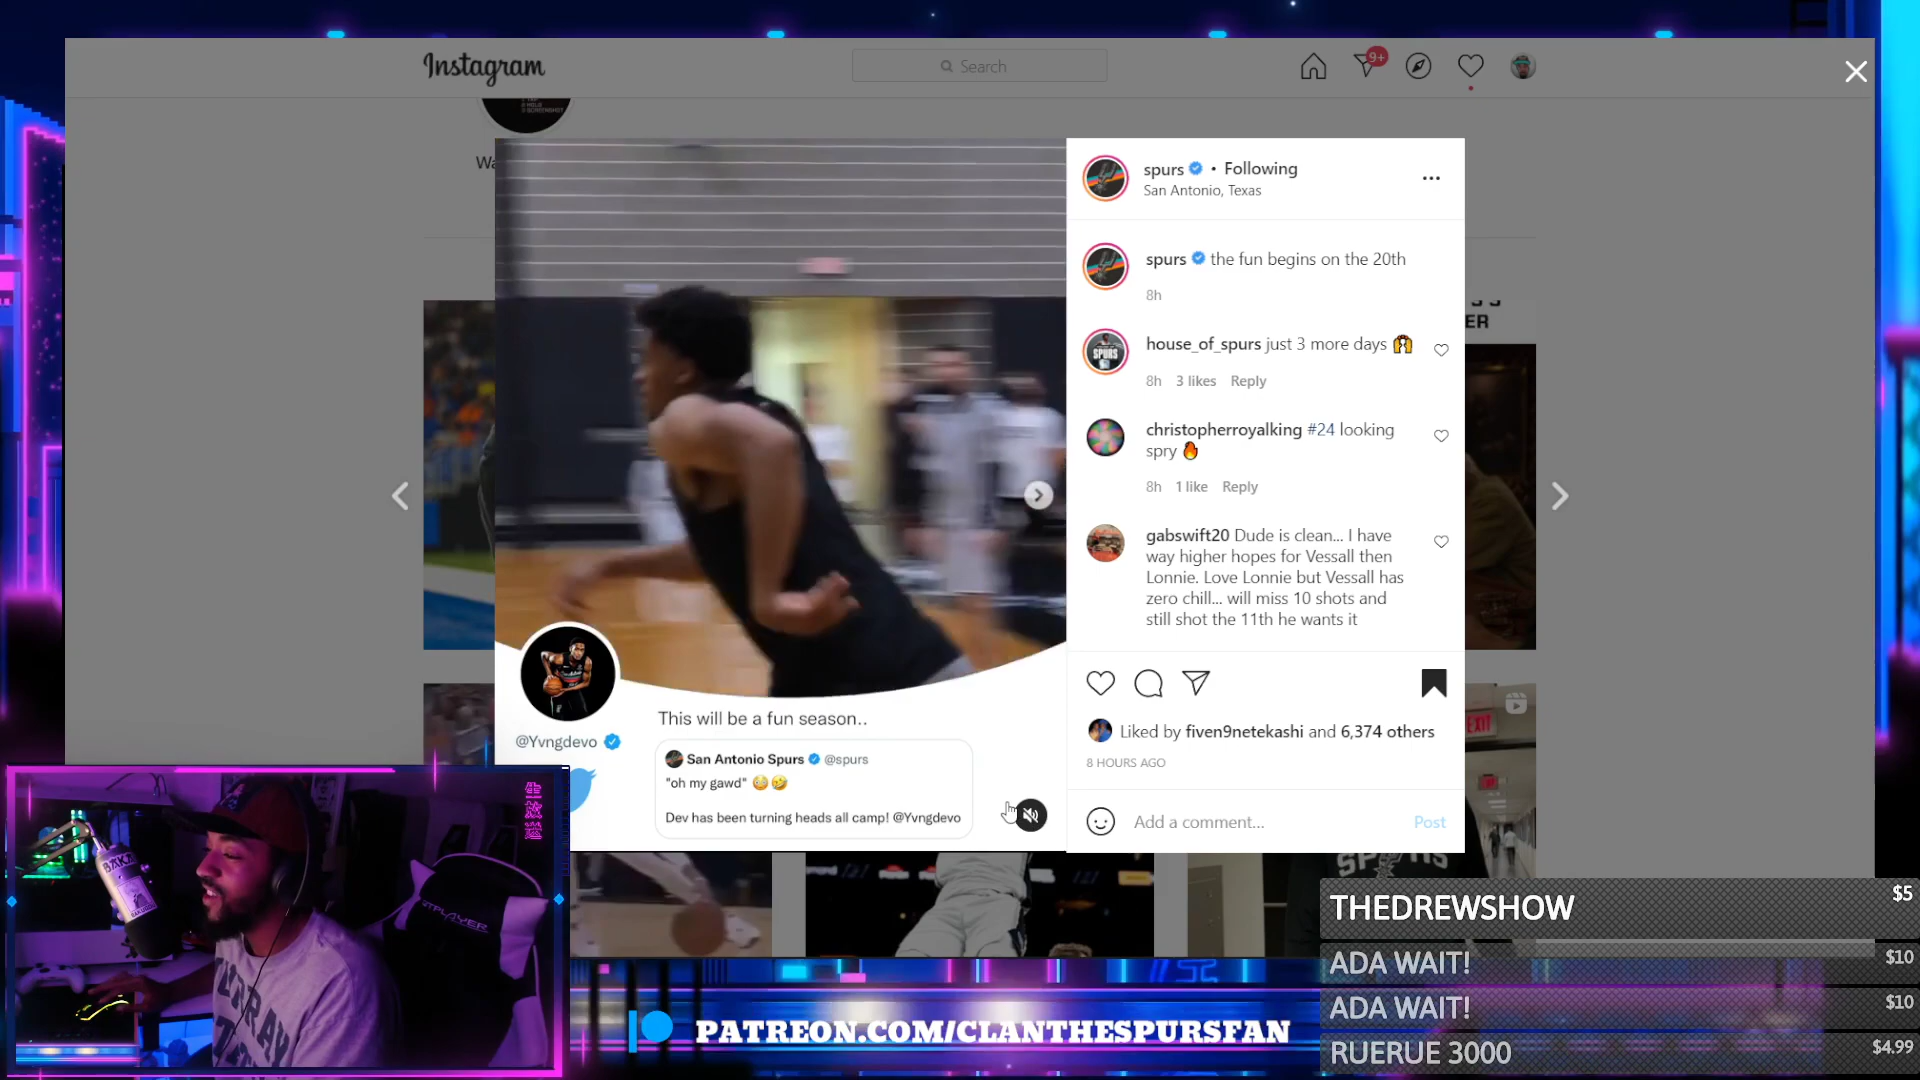 Instagram
Search
9+
Wa
spurs • Following
San Antonio, Texas
spurs the fun begins on the 20th
8h
house_of_spurs just 3 more days
8h 3 likes Reply
christopherroyalking #24 looking
spry
8h 1 like Reply
gabswift20 Dude is clean... I have
way higher hopes for Vessall then
Lonnie. Love Lonnie but Vessall has
zero chill... will miss 10 shots and
still shot the 11th he wants it
Liked by fiven9netekashi and 6,374 others
8 HOURS AGO
Add a comment...
Post
This will be a fun season..
@Yvngdevo
San Antonio Spurs @spurs
"oh my gawd"
Dev has been turning heads all camp! @Yvngdevo
SPURS
ER
EXIT
PATREON.COM/CLANTHESPURSFAN
THEDREWSHOW $5
ADA WAIT! $10
ADA WAIT! $10
RUERUE 3000 $4.99